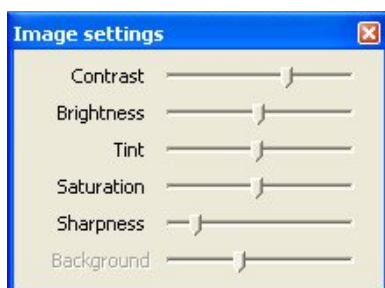 Image settings
Contrast
Brightness
Tint
Saturation
Sharpness
Background